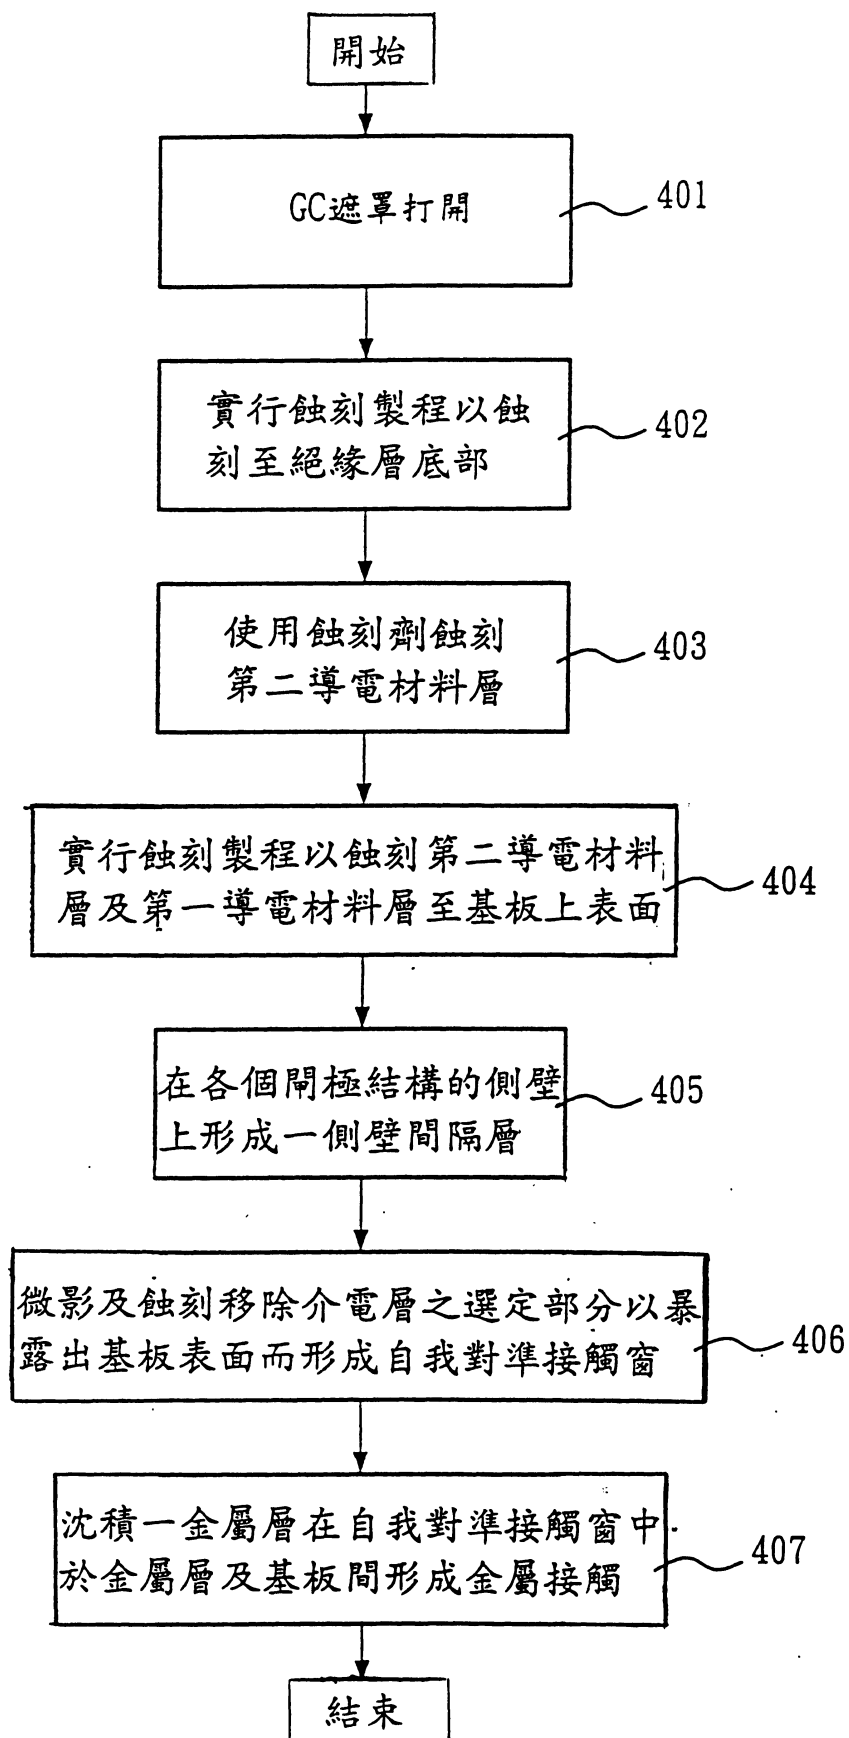 開始
GC遮罩打開
401
實行蝕刻製程以蝕
刻至絕緣層底部
402
使用蝕刻劑蝕刻
第二導電材料層
403
實行蝕刻製程以蝕刻第二導電材料
層及第一導電材料層至基板上表面
404
在各個閘極結構的側壁
上形成一側壁間隔層
405
微影及蝕刻移除介電層之選定部分以暴
露出基板表面而形成自我對準接觸窗
406
沈積一金屬層在自我對準接觸窗中
於金屬層及基板間形成金屬接觸
407
結束